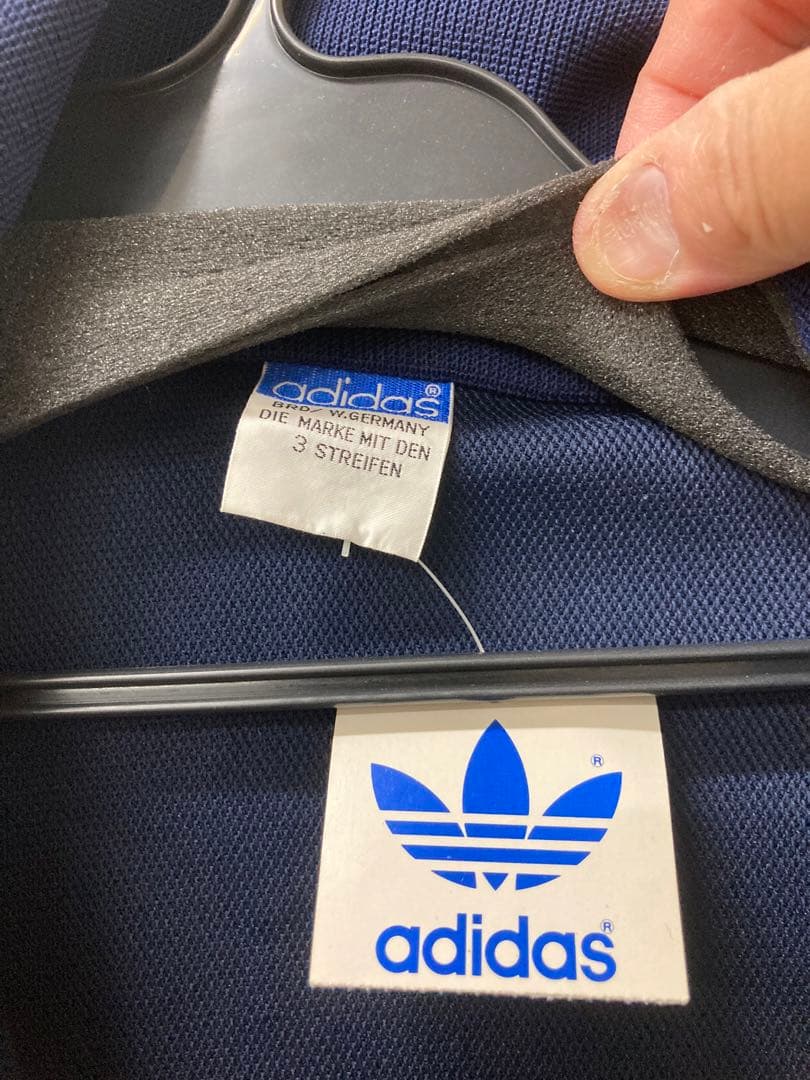 adidas®
BRD/W.GERMANY
DIE MARKE MIT DEN
3 STREIFEN
®
adidas®